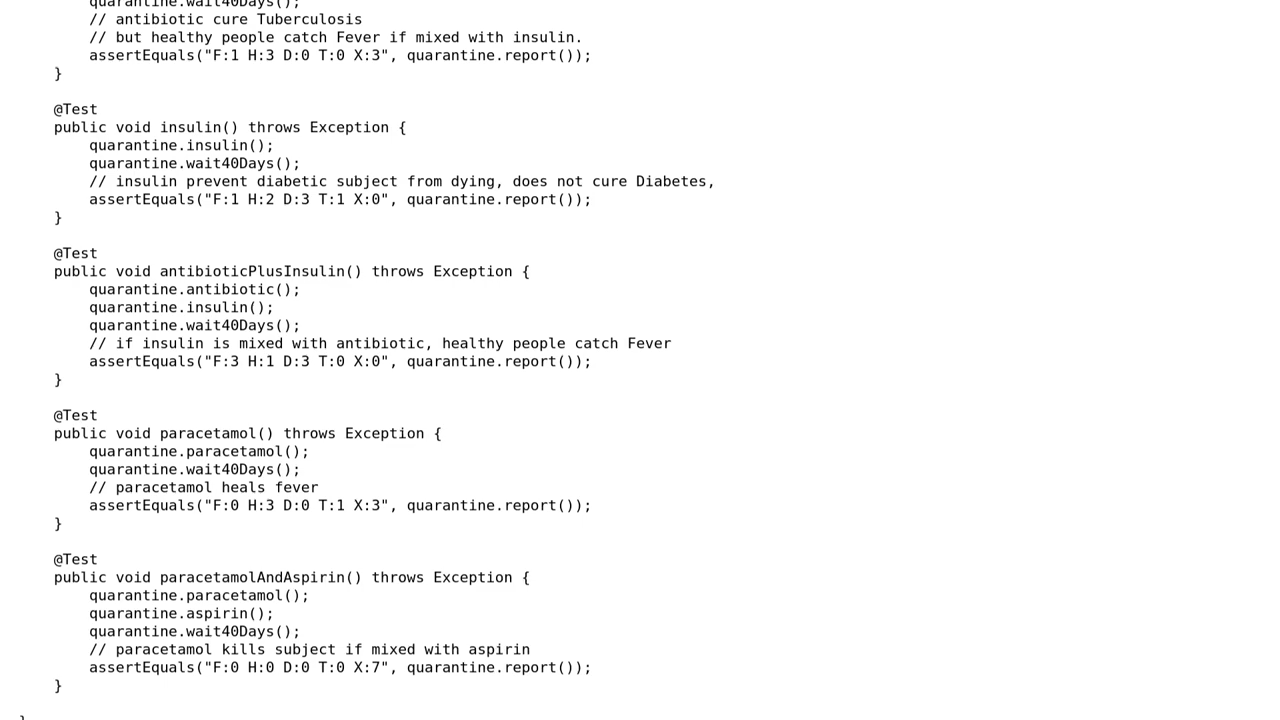 quarantine.wait40Days();
// antibiotic cure Tuberculosis
// but healthy people catch Fever if mixed with insulin.
assertEquals("F:1 H:3 D:0 T:0 X:3", quarantine.report());
}
@Test
public void insulin() throws Exception {
quarantine.insulin();
quarantine.wait40Days();
// insulin prevent diabetic subject from dying, does not cure Diabetes,
assertEquals("F:1 H:2 D:3 T:1 X:0", quarantine.report());
}
@Test
public void antibioticPlusInsulin() throws Exception {
quarantine.antibiotic();
quarantine.insulin();
quarantine.wait40Days();
// if insulin is mixed with antibiotic, healthy people catch Fever
assertEquals("F:3 H:1 D:3 T:0 X:0", quarantine.report());
}
@Test
public void paracetamol() throws Exception {
quarantine.paracetamol();
quarantine.wait40Days();
// paracetamol heals fever
assertEquals("F:0 H:3 D:0 T:1 X:3", quarantine.report());
}
@Test
public void paracetamolAndAspirin() throws Exception {
quarantine.paracetamol();
quarantine.aspirin();
quarantine.wait40Days();
// paracetamol kills subject if mixed with aspirin
assertEquals("F:0 H:0 D:0 T:0 X:7", quarantine.report());
}
}